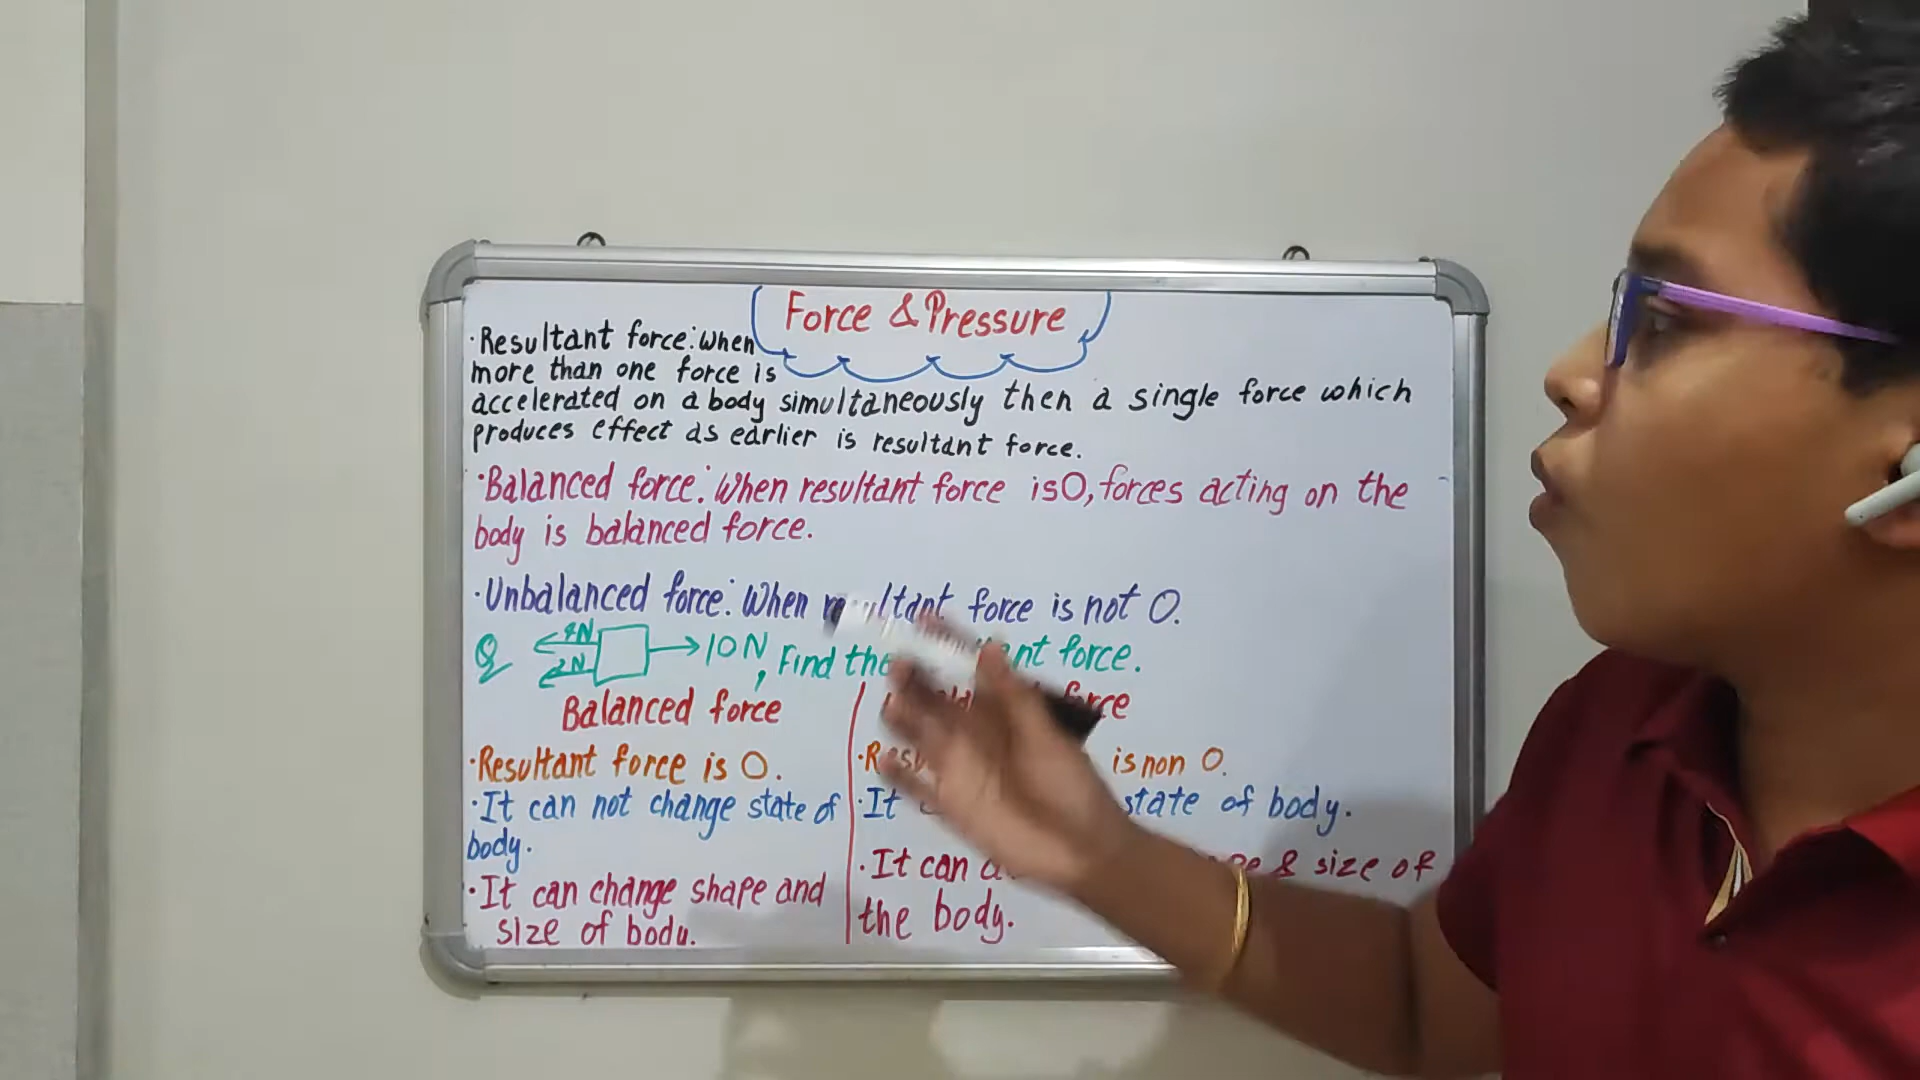 Force & Pressure
·Resultant force: When
more than one force is
accelerated on a body simultaneously then a single force which
produces effect as earlier is resultant force.
·Balanced force: When resultant force is 0, forces acting on the
body is balanced force.
·Unbalanced force: When resultant force is not 0.
Q 4N 2N 10N, Find the force.
Balanced force
force
·Resultant force is 0.
is non 0.
·It can not change state of
body.
·It state of body.
·It can change shape and
size of body.
·It can & size of
the body.